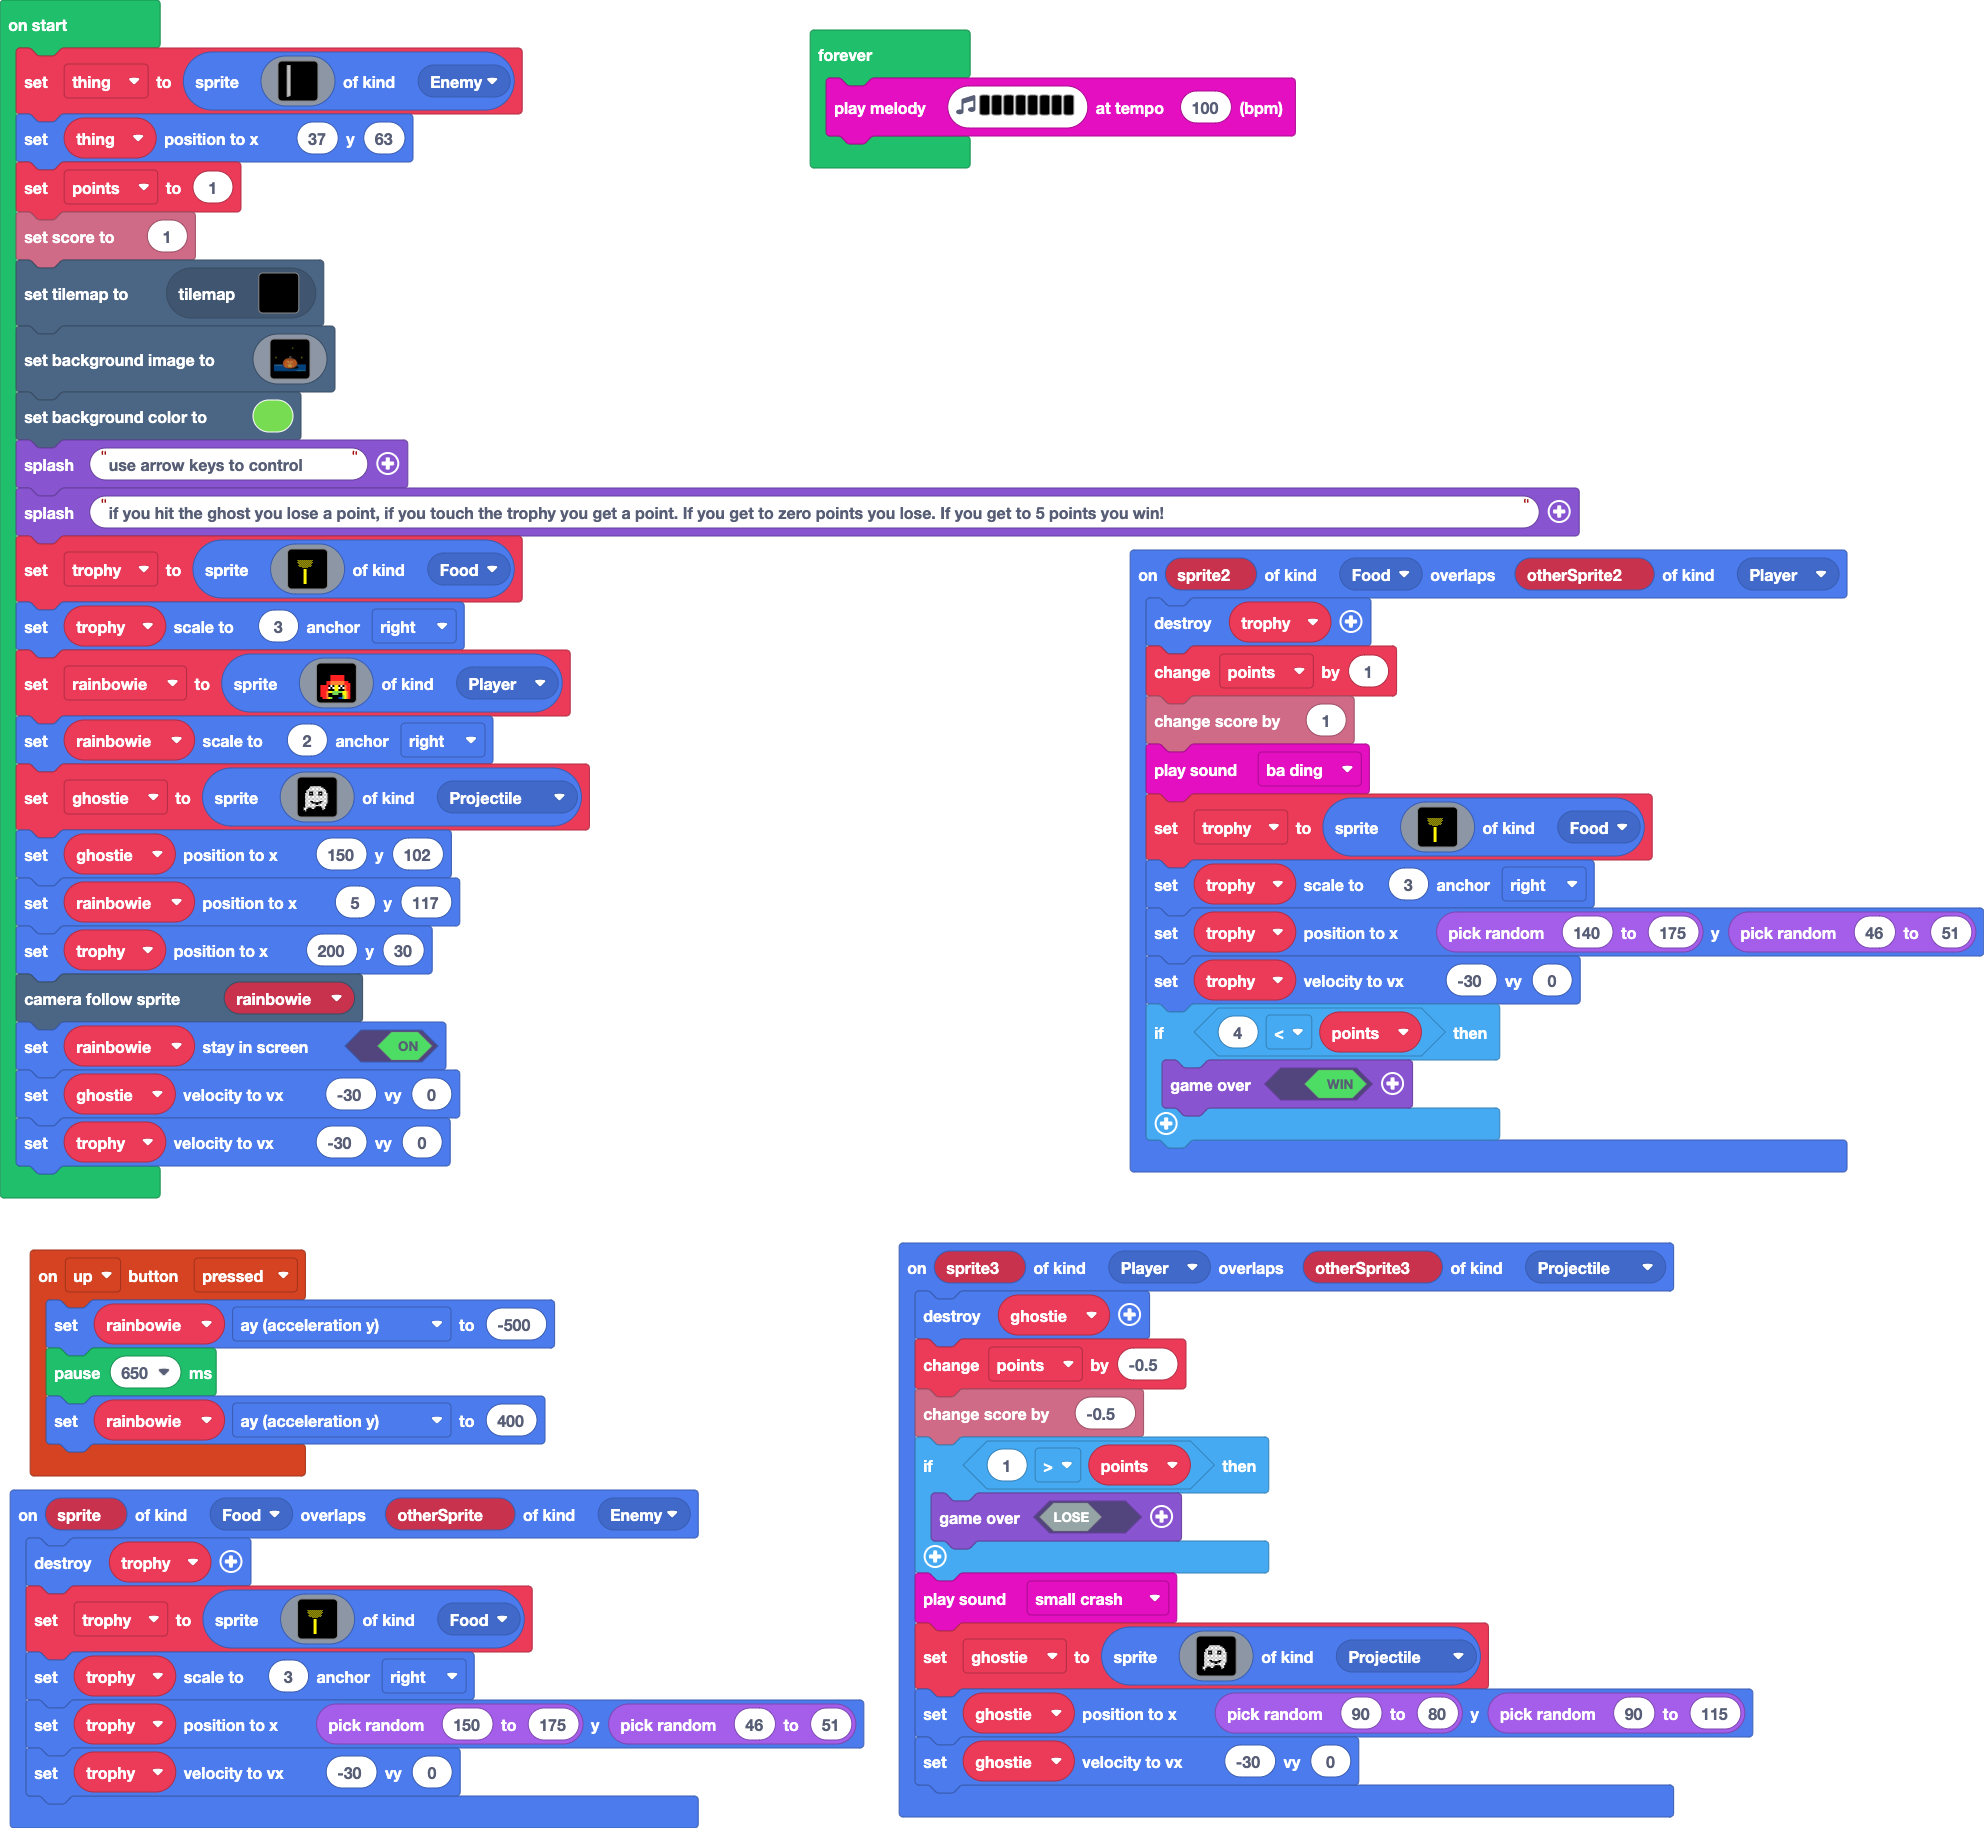 on start
set thing to sprite of kind Enemy
set thing position to x 37 y 63
set points to 1
set score to 1
set tilemap to tilemap
set background image to
set background color to
splash "use arrow keys to control"
splash "if you hit the ghost you lose a point, if you touch the trophy you get a point. If you get to zero points you lose. If you get to 5 points you win!"
set trophy to sprite of kind Food
set trophy scale to 3 anchor right
set rainbowie to sprite of kind Player
set rainbowie scale to 2 anchor right
set ghostie to sprite of kind Projectile
set ghostie position to x 150 y 102
set rainbowie position to x 5 y 117
set trophy position to x 200 y 30
camera follow sprite rainbowie
set rainbowie stay in screen ON
set ghostie velocity to vx -30 vy 0
set trophy velocity to vx -30 vy 0
forever
play melody at tempo 100 (bpm)
on sprite2 of kind Food overlaps otherSprite2 of kind Player
destroy trophy
change points by 1
change score by 1
play sound ba ding
set trophy to sprite of kind Food
set trophy scale to 3 anchor right
set trophy position to x pick random 140 to 175 y pick random 46 to 51
set trophy velocity to vx -30 vy 0
if 4 < points then
game over WIN
on up button pressed
set rainbowie ay (acceleration y) to -500
pause 650 ms
set rainbowie ay (acceleration y) to 400
on sprite of kind Food overlaps otherSprite of kind Enemy
destroy trophy
set trophy to sprite of kind Food
set trophy scale to 3 anchor right
set trophy position to x pick random 150 to 175 y pick random 46 to 51
set trophy velocity to vx -30 vy 0
on sprite3 of kind Player overlaps otherSprite3 of kind Projectile
destroy ghostie
change points by -0.5
change score by -0.5
if 1 > points then
game over LOSE
play sound small crash
set ghostie to sprite of kind Projectile
set ghostie position to x pick random 90 to 80 y pick random 90 to 115
set ghostie velocity to vx -30 vy 0